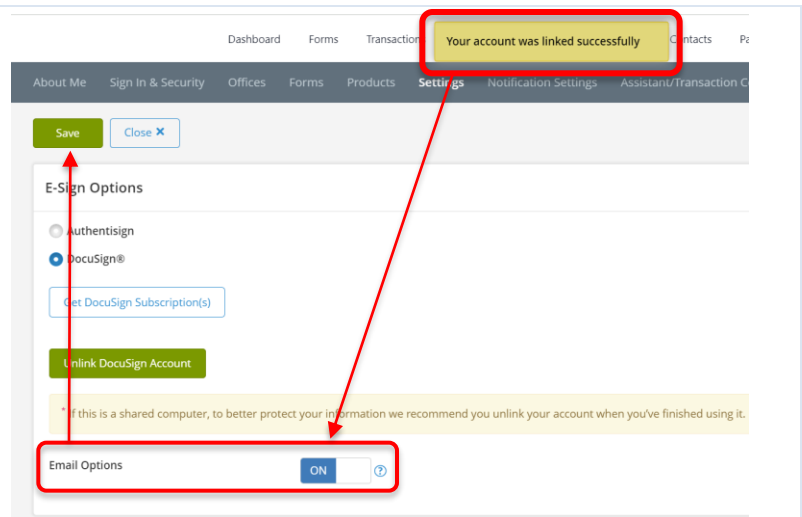 Dashboard Forms Transaction Your account was linked successfully Contacts Pa
About Me Sign In & Security Offices Forms Products Settings Notification Settings Assistant/Transaction C
Save Close ✕
E-Sign Options
Authentisign
DocuSign®
Get DocuSign Subscription(s)
Unlink DocuSign Account
* If this is a shared computer, to better protect your information we recommend you unlink your account when you've finished using it.
Email Options ON ?